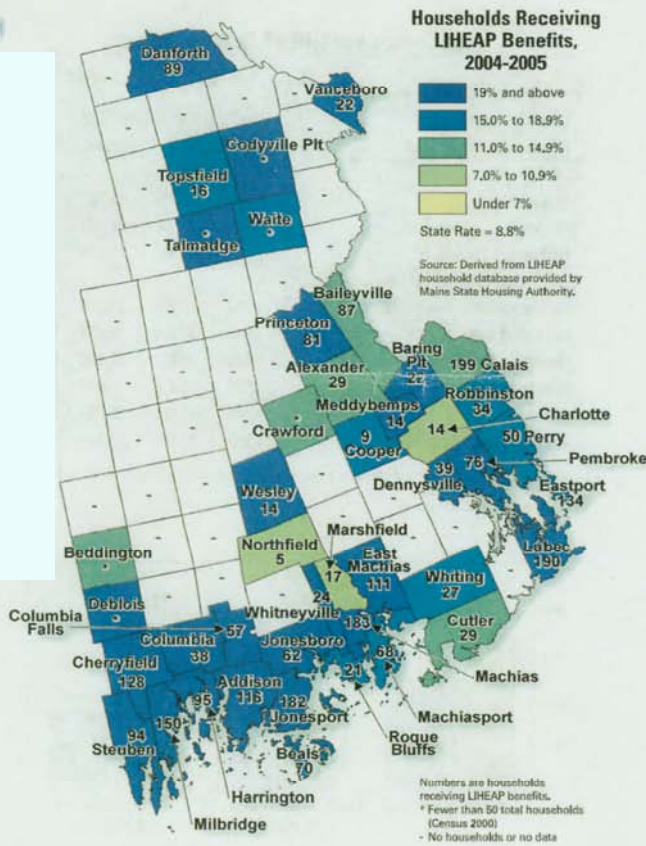 Households Receiving
LIHEAP Benefits,
2004-2005
19% and above
15.0% to 18.9%
11.0% to 14.9%
7.0% to 10.9%
Under 7%
State Rate = 8.8%
Source: Derived from LIHEAP
household database provided by
Maine State Housing Authority.
Danforth
89
Vanceboro
22
Codyville Plt
*
Topsfield
16
Waite
*
Talmadge
*
Baileyville
87
Princeton
81
Alexander
29
Baring
Plt
22
199 Calais
Robbinston
34
Meddybemps
14
Charlotte
14
Crawford
*
9
Cooper
50 Perry
76
Pembroke
39
Dennysville
Eastport
134
Wesley
14
Marshfield
17
Northfield
5
East
Machias
111
Lubec
190
Beddington
*
Whiting
27
Deblois
*
24
Whitneyville
Cutler
29
Columbia
Falls
57
183
Machias
Columbia
38
Jonesboro
62
68
Machiasport
Cherryfield
128
Addison
116
21
Roque
Bluffs
95
Harrington
182
Jonesport
150
Milbridge
94
Steuben
Beals
70
Numbers are households
receiving LIHEAP benefits.
* Fewer than 50 total households
(Census 2000)
- No households or no data